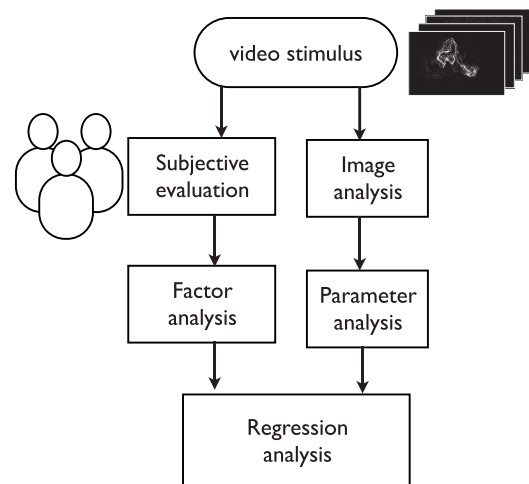 video stimulus
Subjective
evaluation
Image
analysis
Factor
analysis
Parameter
analysis
Regression
analysis